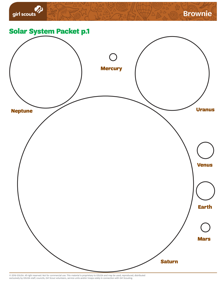 girl scouts
Brownie
Solar System Packet p.1
Mercury
Neptune
Uranus
Venus
Earth
Mars
Saturn